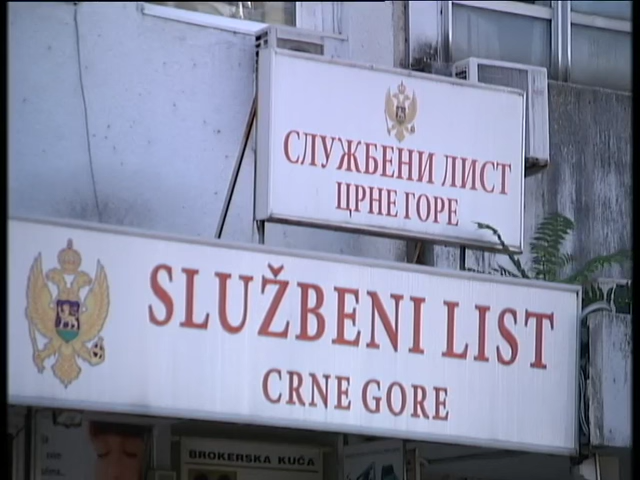 СЛУЖБЕНИ ЛИСТ
ЦРНЕ ГОРЕ
SLUŽBENI LIST
CRNE GORE
BROKERSKA KUĆA